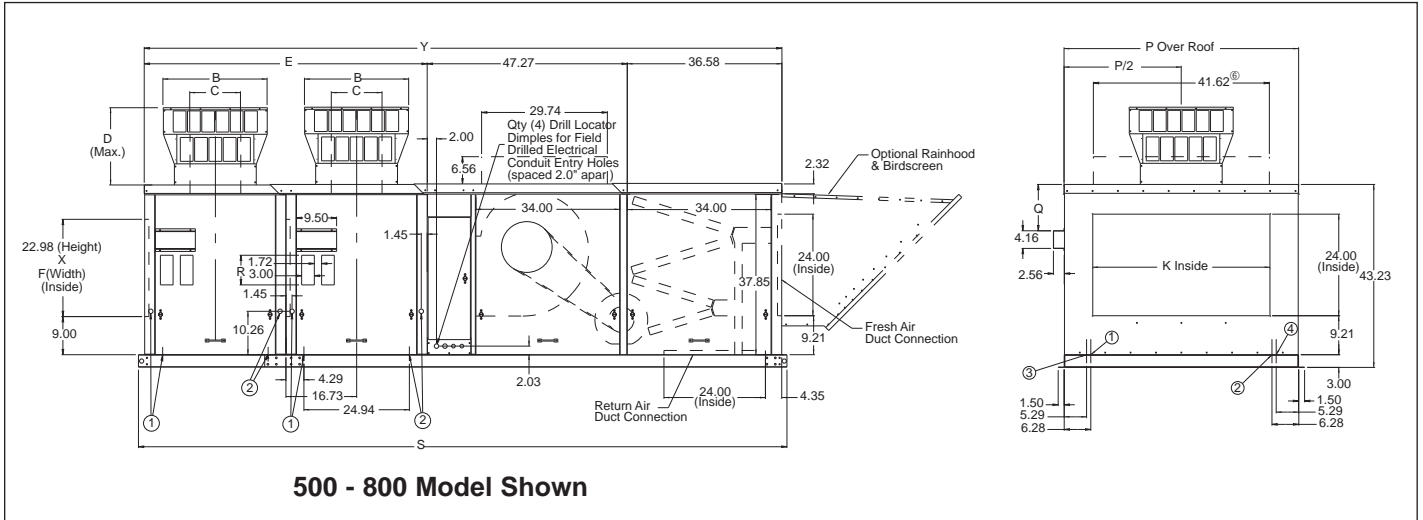 Y
P Over Roof
E
47.27
36.58
P/2
B
B
41.62⑥
C
C
29.74
D
(Max.)
2.00
Qty (4) Drill Locator
Dimples for Field
Drilled Electrical
Conduit Entry Holes
(spaced 2.0" apart)
6.56
2.32
Optional Rainhood
& Birdscreen
Q
34.00
34.00
9.50
4.16
22.98 (Height)
X
F(Width)
(Inside)
1.45
1.72
R
3.00
24.00
(Inside)
K Inside
24.00
(Inside)
43.23
2.56
37.85
1.45
9.00
10.26
9.21
Fresh Air
Duct Connection
9.21
④
①
③
②
②
4.29
2.03
3.00
16.73
24.00
(Inside)
4.35
1.50
1.50
①
①
②
24.94
Return Air
Duct Connection
5.29
5.29
6.28
6.28
S
500 - 800 Model Shown